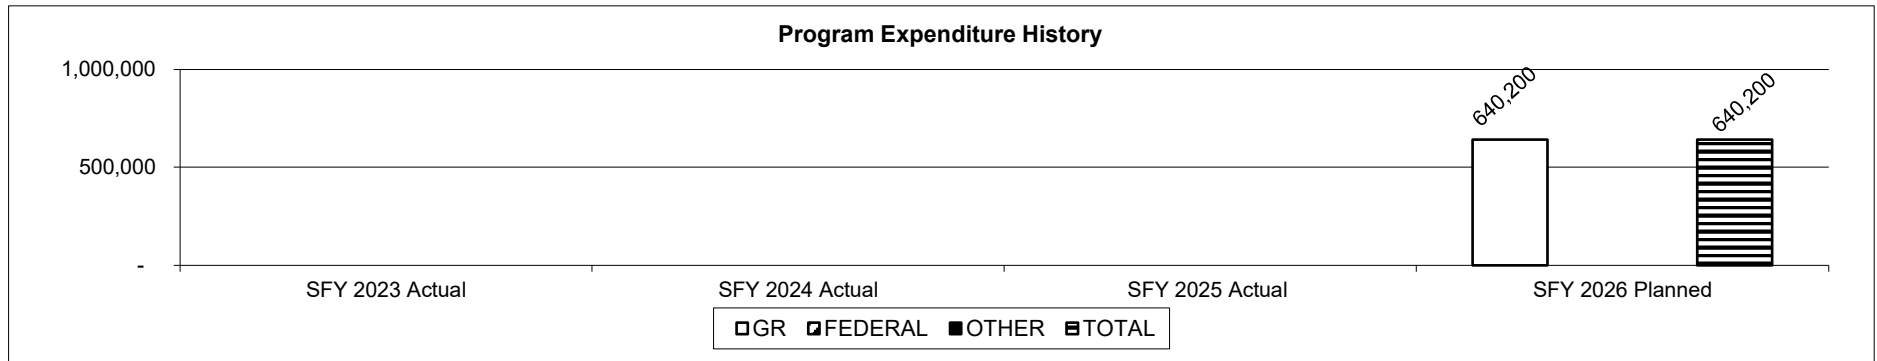 Program Expenditure History
1,000,000
640,200
640,200
500,000
-
SFY 2023 Actual SFY 2024 Actual SFY 2025 Actual SFY 2026 Planned
GR FEDERAL OTHER TOTAL